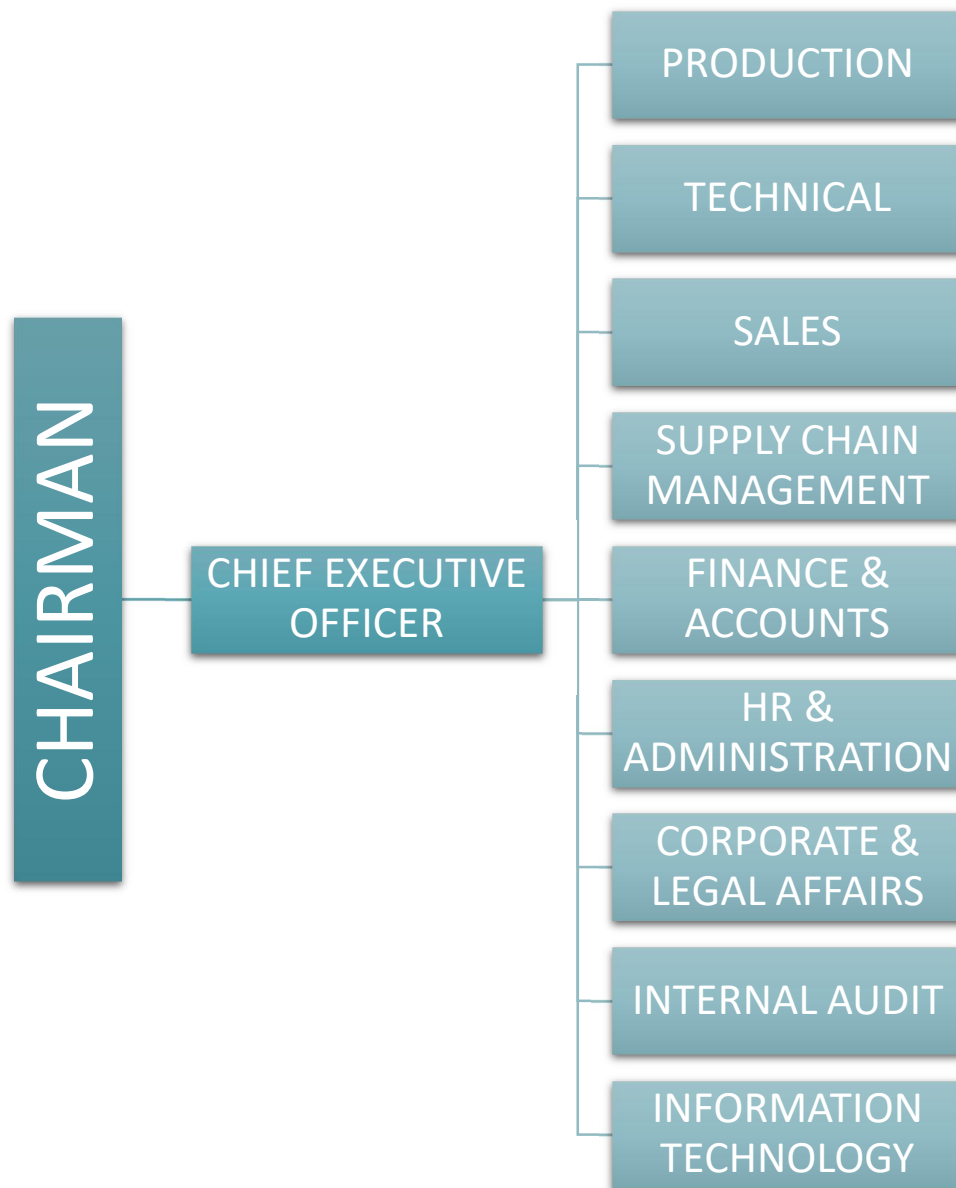 CHAIRMAN
CHIEF EXECUTIVE
OFFICER
PRODUCTION
TECHNICAL
SALES
SUPPLY CHAIN
MANAGEMENT
FINANCE &
ACCOUNTS
HR &
ADMINISTRATION
CORPORATE &
LEGAL AFFAIRS
INTERNAL AUDIT
INFORMATION
TECHNOLOGY